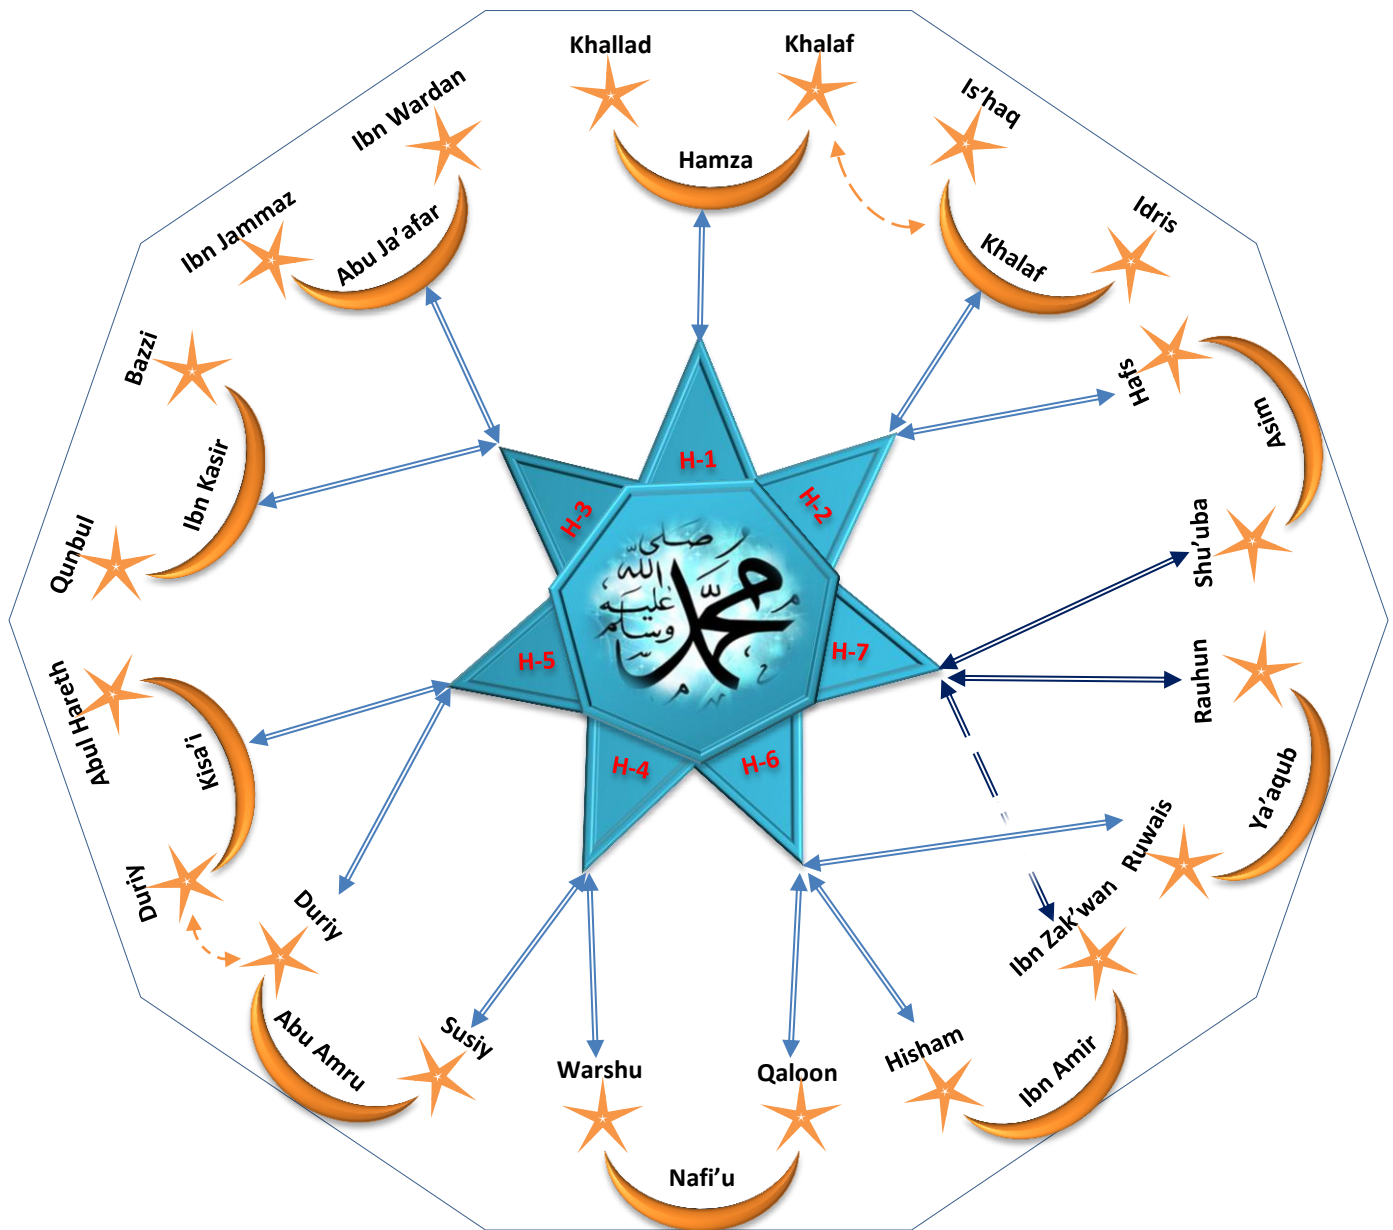 Khallad
Khalaf
Hamza
Is'haq
Idris
Khalaf
Ibn Wardan
Ibn Jammaz
Abu Ja'afar
Hafs
Asim
Shu'uba
Bazzi
Ibn Kasir
Qunbul
H-1
H-2
H-3
H-7
H-5
H-4
H-6
صلى
الله
عليه
وسلم
محمد
Rauhun
Ya'aqub
Ruwais
Abul Hareth
Kisa'i
Duriy
Duriy
Abu Amru
Susiy
Warshu
Nafi'u
Qaloon
Hisham
Ibn Amir
Ibn Zak'wan